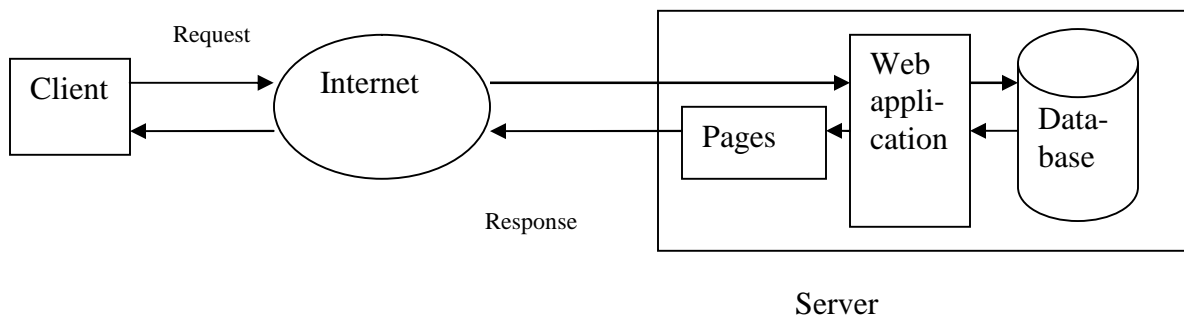 Request
Client
Internet
Web
appli-
cation
Pages
Data-
base
Response
Server